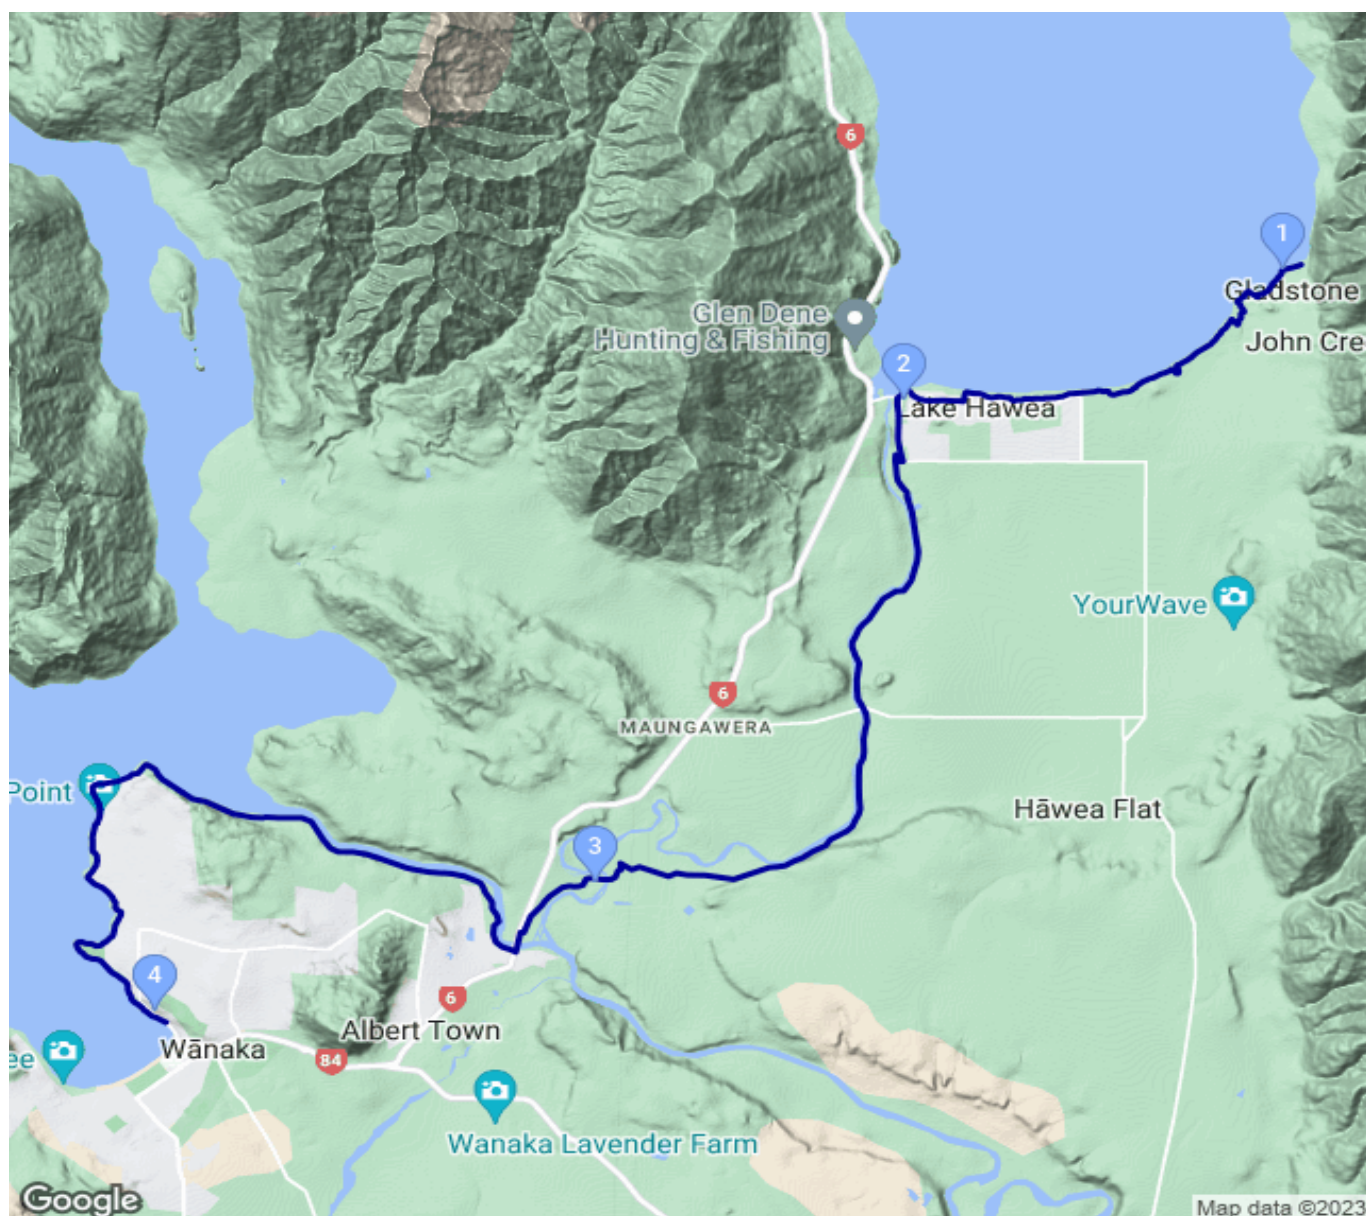 6
1
Gladstone
Glen Dene
Hunting & Fishing
John Cre
2
Lake Hawea
YourWave
6
MAUNGAWERA
Point
Hāwea Flat
3
4
6
Albert Town
Wānaka
ee
84
Wanaka Lavender Farm
Google
Map data ©2023